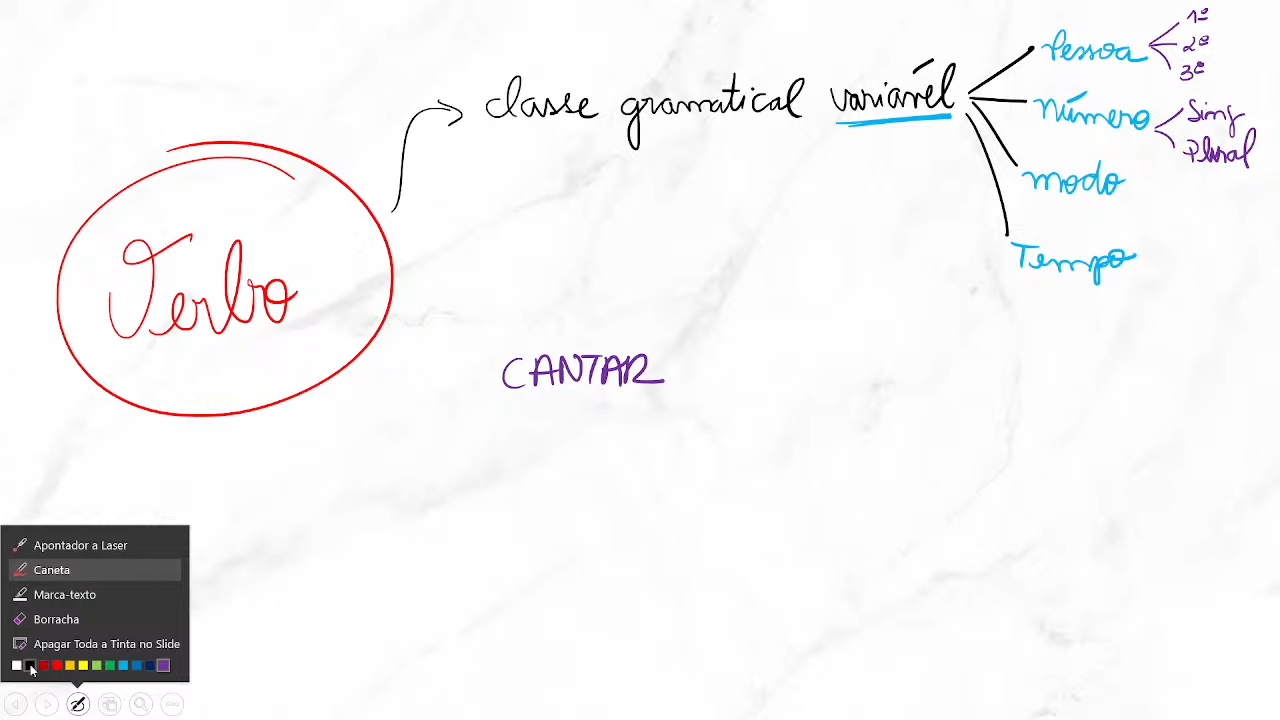 Verbo
classe gramatical variável
Pessoa
1ª
2ª
3ª
Número
Sing
Plural
modo
Tempo
CANTAR
Apontador a Laser
Caneta
Marca-texto
Borracha
Apagar Toda a Tinta no Slide